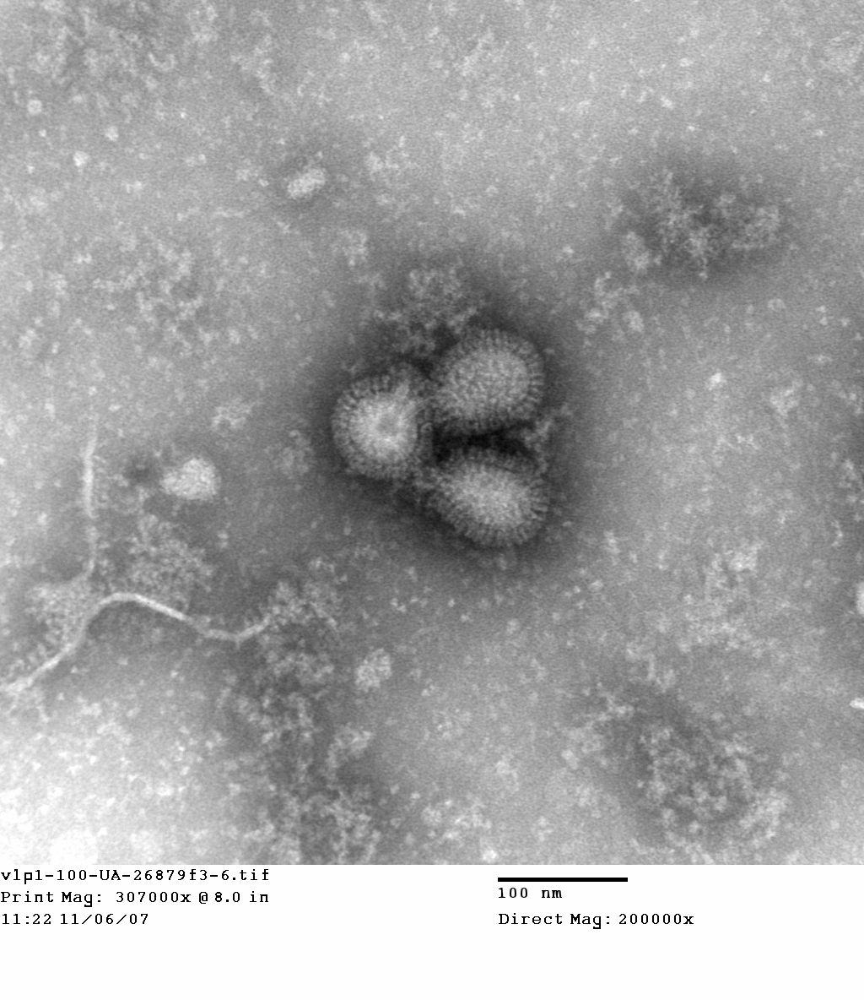 vlp1-100-UA-26879f3-6.tif
Print Mag: 307000x @ 8.0 in
11:22 11/06/07
100 nm
Direct Mag: 200000x